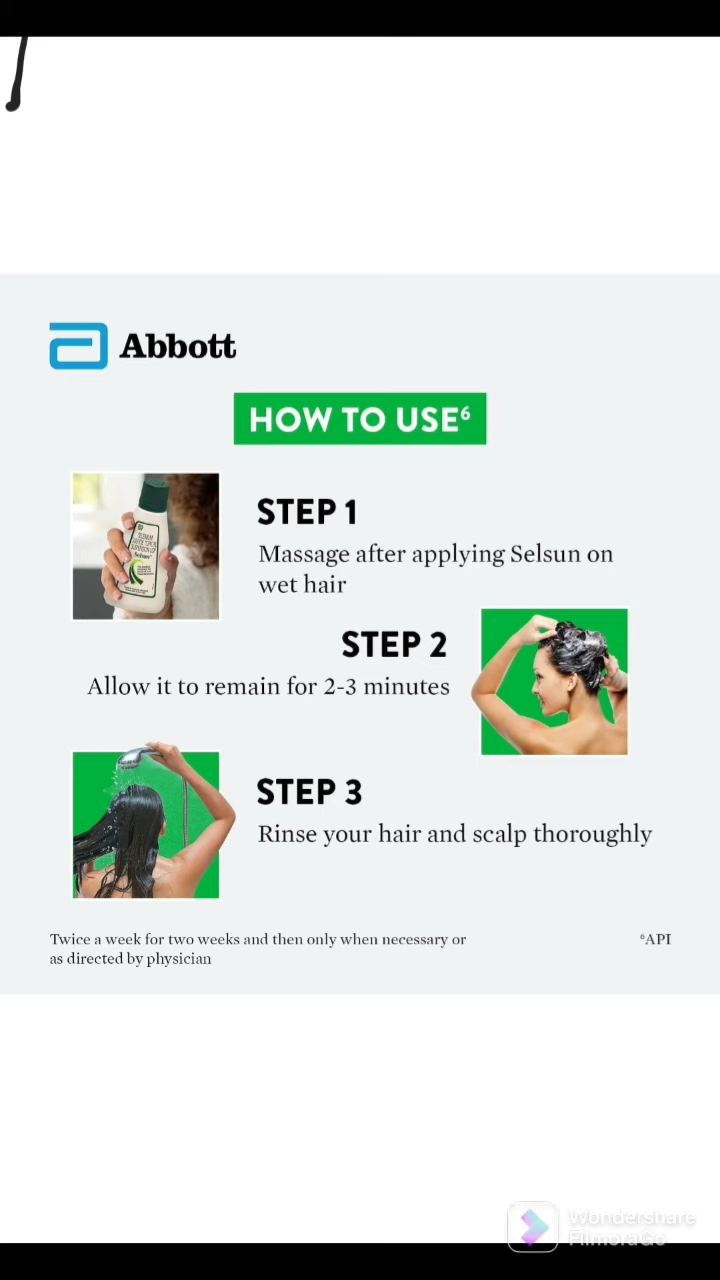 Abbott
HOW TO USE⁶
STEP 1
Massage after applying Selsun on
wet hair
STEP 2
Allow it to remain for 2-3 minutes
STEP 3
Rinse your hair and scalp thoroughly
Twice a week for two weeks and then only when necessary or
as directed by physician
⁶API
Wondershare
FilmoraGo